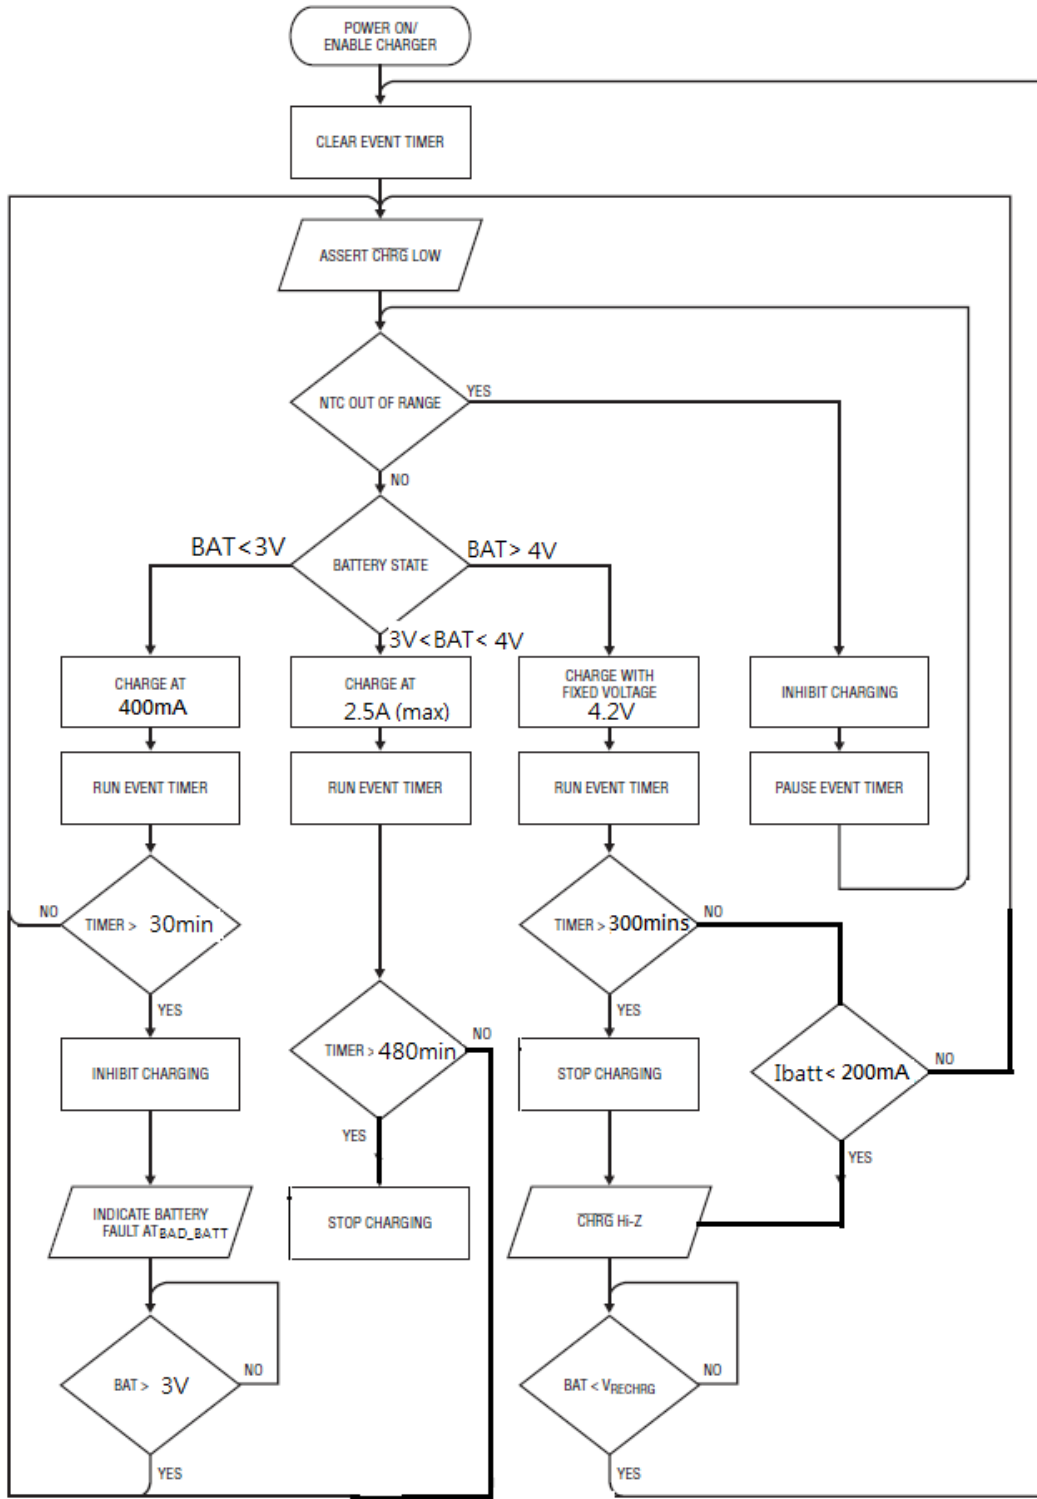 POWER ON/
ENABLE CHARGER
CLEAR EVENT TIMER
ASSERT CHRG LOW
NTC OUT OF RANGE
YES
NO
BATTERY STATE
BAT<3V
BAT> 4V
3V<BAT< 4V
CHARGE AT
400mA
CHARGE AT
2.5A (max)
CHARGE WITH
FIXED VOLTAGE
4.2V
INHIBIT CHARGING
RUN EVENT TIMER
RUN EVENT TIMER
RUN EVENT TIMER
PAUSE EVENT TIMER
NO
TIMER > 30min
TIMER > 300mins
NO
YES
YES
INHIBIT CHARGING
TIMER > 480min
NO
STOP CHARGING
Ibatt< 200mA
NO
YES
YES
INDICATE BATTERY
FAULT AT BAD_BATT
STOP CHARGING
CHRG Hi-Z
BAT > 3V
NO
BAT < VRECHRG
NO
YES
YES